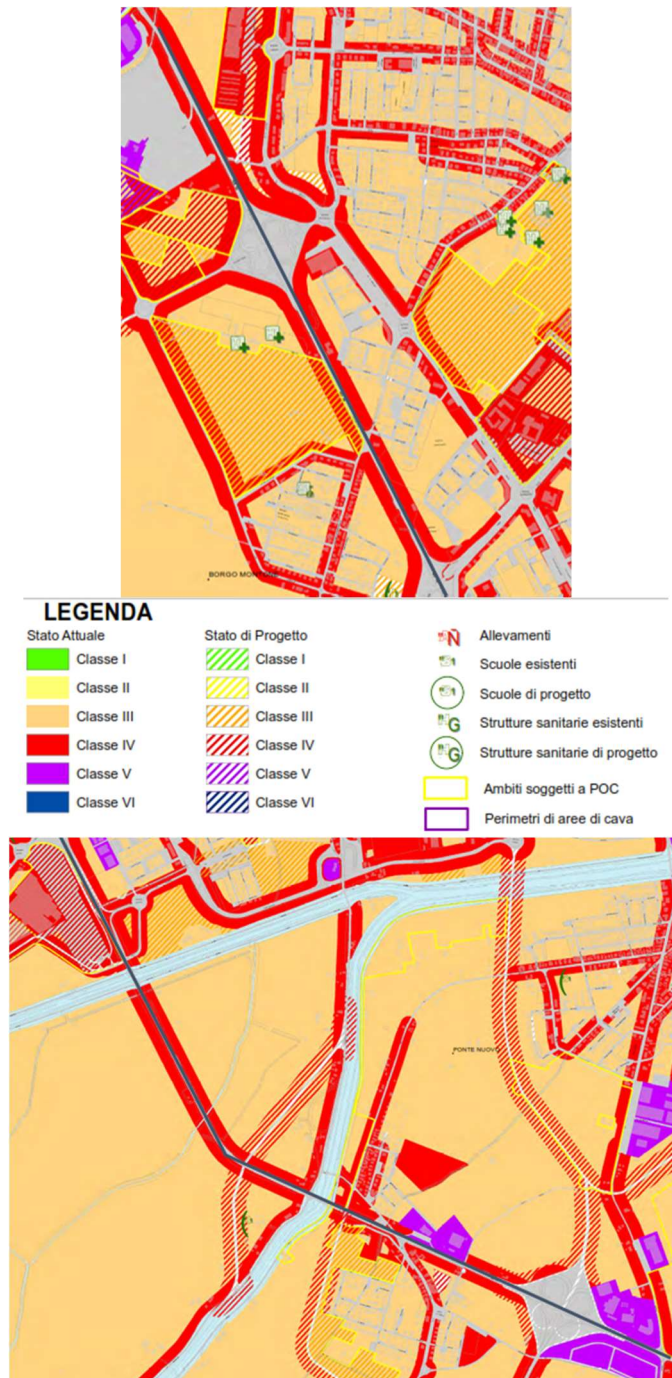 BORGO MONTONE
LEGENDA
Stato Attuale
Classe I
Classe II
Classe III
Classe IV
Classe V
Classe VI
Stato di Progetto
Classe I
Classe II
Classe III
Classe IV
Classe V
Classe VI
Allevamenti
Scuole esistenti
Scuole di progetto
Strutture sanitarie esistenti
Strutture sanitarie di progetto
Ambiti soggetti a POC
Perimetri di aree di cava
PONTE NUOVO